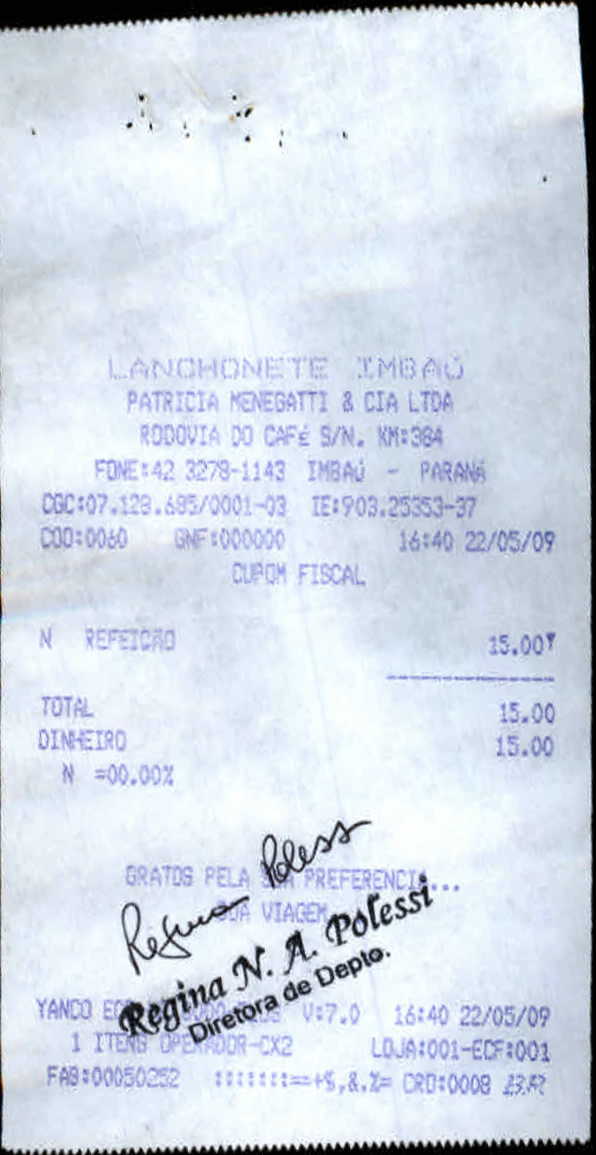 LANCHONETE IMBAÚ
PATRICIA MENEGATTI & CIA LTDA
RODOVIA DO CAFé S/N. KM:384
FONE:42 3278-1143 IMBAÚ - PARANÁ
CGC:07.128.685/0001-03 IE:903.25353-37
COO:0060 GNF:000000 16:40 22/05/09
CUPOM FISCAL
N REFEIÇÃO 15.00
TOTAL 15.00
DINHEIRO 15.00
N =00.00%
GRATOS PELA SUA PREFERENCIA...
VIAGEM
Regina Polessi
Regina N. A. Polessi
Diretora de Depto.
YANCO V:7.0 16:40 22/05/09
1 ITENS OPERADOR-CX2 LOJA:001-ECF:001
FAB:00050252 :::::::==+$,&.%= CRO:0008